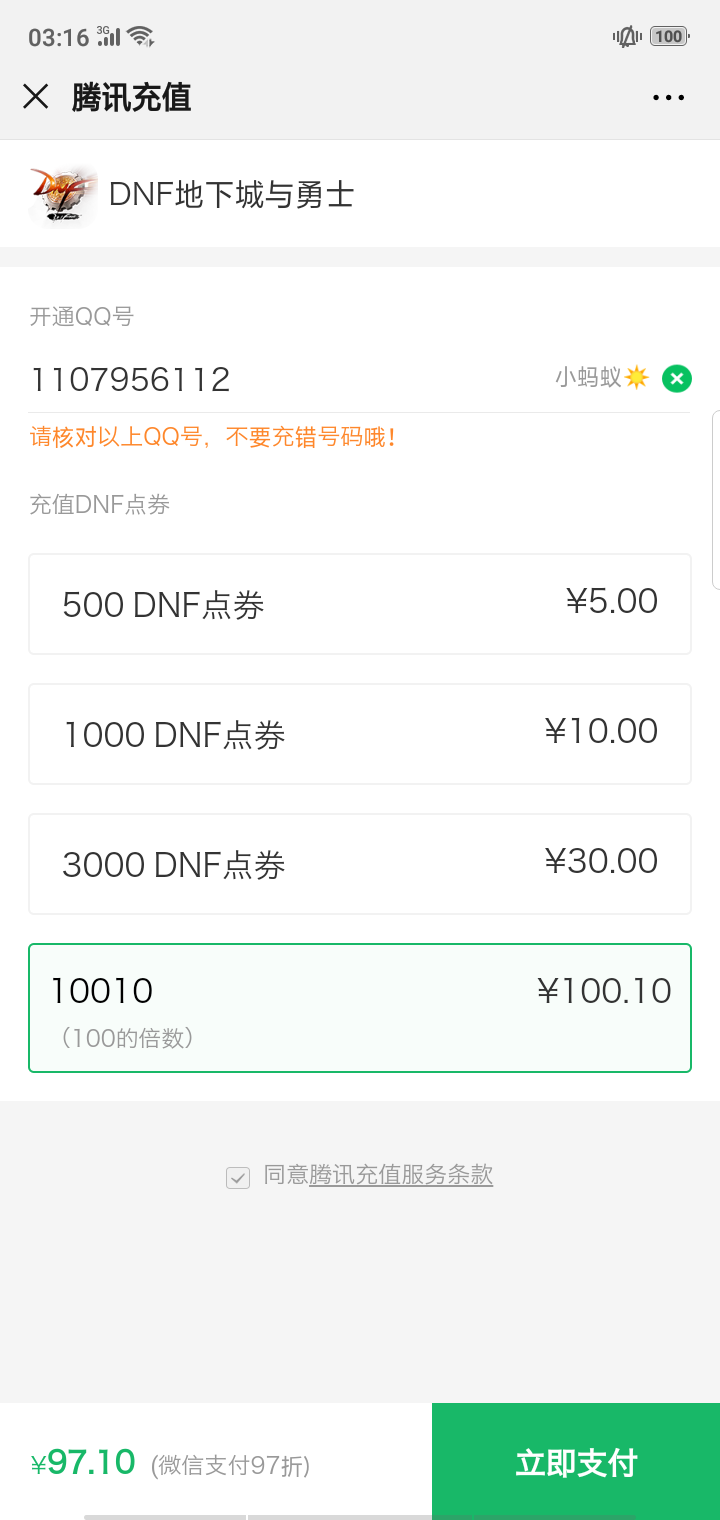 03:16 3G 100
腾讯充值
DNF地下城与勇士
开通QQ号
1107956112 小蚂蚁
请核对以上QQ号,不要充错号码哦!
充值DNF点券
500 DNF点券 ¥5.00
1000 DNF点券 ¥10.00
3000 DNF点券 ¥30.00
10010 ¥100.10
(100的倍数)
同意腾讯充值服务条款
¥97.10 (微信支付97折) 立即支付